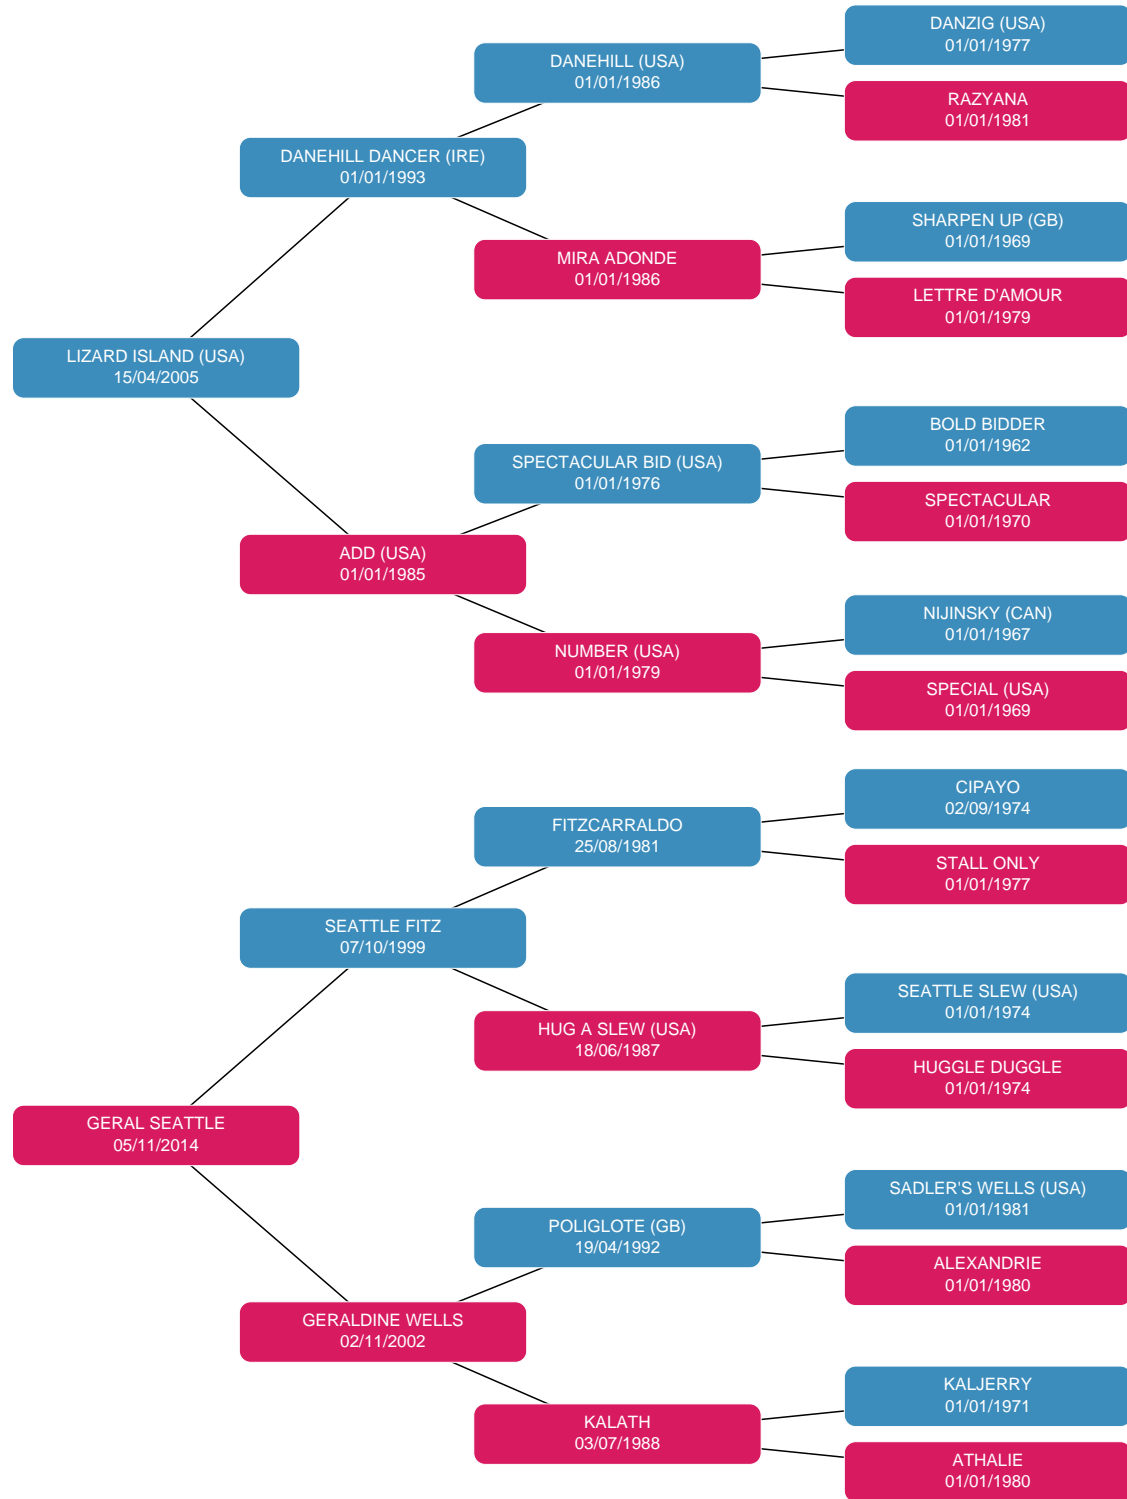 DANZIG (USA)
01/01/1977
DANEHILL (USA)
01/01/1986
RAZYANA
01/01/1981
DANEHILL DANCER (IRE)
01/01/1993
SHARPEN UP (GB)
01/01/1969
MIRA ADONDE
01/01/1986
LETTRE D'AMOUR
01/01/1979
LIZARD ISLAND (USA)
15/04/2005
BOLD BIDDER
01/01/1962
SPECTACULAR BID (USA)
01/01/1976
SPECTACULAR
01/01/1970
ADD (USA)
01/01/1985
NIJINSKY (CAN)
01/01/1967
NUMBER (USA)
01/01/1979
SPECIAL (USA)
01/01/1969
CIPAYO
02/09/1974
FITZCARRALDO
25/08/1981
STALL ONLY
01/01/1977
SEATTLE FITZ
07/10/1999
SEATTLE SLEW (USA)
01/01/1974
HUG A SLEW (USA)
18/06/1987
HUGGLE DUGGLE
01/01/1974
GERAL SEATTLE
05/11/2014
SADLER'S WELLS (USA)
01/01/1981
POLIGLOTE (GB)
19/04/1992
ALEXANDRIE
01/01/1980
GERALDINE WELLS
02/11/2002
KALJERRY
01/01/1971
KALATH
03/07/1988
ATHALIE
01/01/1980